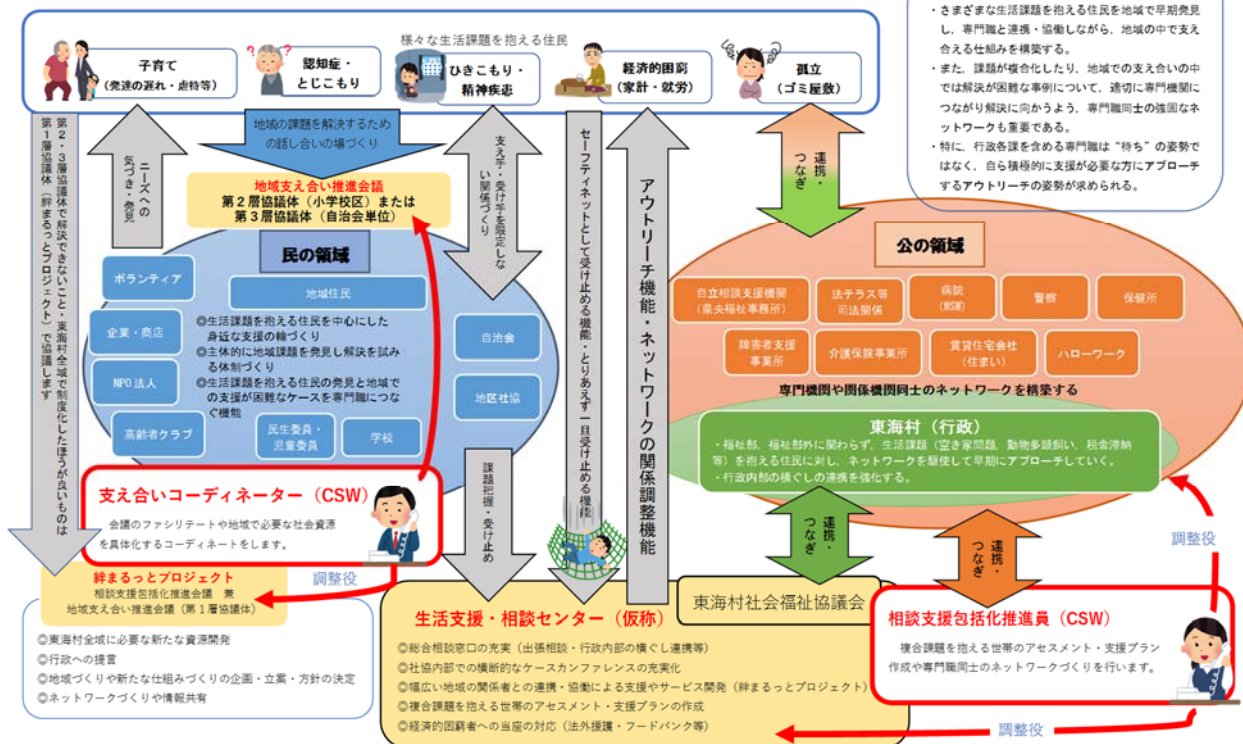 ・さまざまな生活課題を抱える住民を地域で早期発見
し、専門職と連携・協働しながら、地域の中で支え
合える仕組みを構築する。
・また、課題が複合化したり、地域での支え合いの中
では解決が困難な事例について、適切に専門機関に
つながり解決に向かうよう、専門職同士の強固なネ
ットワークも重要である。
・特に、行政各課を含める専門職は“待ち”の姿勢で
はなく、自ら積極的に支援が必要な方にアプローチ
するアウトリーチの姿勢が求められる。
様々な生活課題を抱える住民
子育て
(発達の遅れ・虐待等)
認知症・
とじこもり
ひきこもり・
精神疾患
経済的困窮
(家計・就労)
孤立
(ゴミ屋敷)
第2・3層協議体で解決できないこと・東海村全域で制度化したほうが良いものは
第1層協議体(絆まるっとプロジェクト)で協議します
ニーズへの
気づき・発見
地域の課題を解決するため
の話し合いの場づくり
地域支え合い推進会議
第2層協議体(小学校区)または
第3層協議体(自治会単位)
支え手・受け手を限定しな
い関係づくり
セーフティネットとして受け止める機能・とりあえず一旦受け止める機能
アウトリーチ機能・ネットワークの関係調整機能
連携・
つなぎ
民の領域
ボランティア
地域住民
企業・商店
NPO法人
高齢者クラブ
民生委員・
児童委員
学校
自治会
地区社協
◎生活課題を抱える住民を中心にした
身近な支援の輪づくり
◎主体的に地域課題を発見し解決を試み
る体制づくり
◎生活課題を抱える住民の発見と地域で
の支援が困難なケースを専門職につな
ぐ機能
公の領域
自立相談支援機関
(県央福祉事務所)
法テラス等
司法関係
病院
(MSW)
警察
保健所
障害者支援
事業所
介護保険事業所
賃貸住宅会社
(住まい)
ハローワーク
専門機関や関係機関同士のネットワークを構築する
東海村(行政)
・福祉部、福祉部外に関わらず、生活課題(空き家問題、動物多頭飼い、税金滞納
等)を抱える住民に対し、ネットワークを駆使して早期にアプローチしていく。
・行政内部の横ぐしの連携を強化する。
支え合いコーディネーター(CSW)
会議のファシリテートや地域で必要な社会資源
を具体化するコーディネートをします。
調整役
課題把握・受け止め
連携・
つなぎ
連携・
つなぎ
調整役
絆まるっとプロジェクト
相談支援包括化推進会議 兼
地域支え合い推進会議(第1層協議体)
◎東海村全域に必要な新たな資源開発
◎行政への提言
◎地域づくりや新たな仕組みづくりの企画・立案・方針の決定
◎ネットワークづくりや情報共有
東海村社会福祉協議会
生活支援・相談センター(仮称)
◎総合相談窓口の充実(出張相談・行政内部の横ぐし連携等)
◎社協内部での横断的なケースカンファレンスの充実化
◎幅広い地域の関係者との連携・協働による支援やサービス開発(絆まるっとプロジェクト)
◎複合課題を抱える世帯のアセスメント・支援プランの作成
◎経済的困窮者への当座の対応(法外援護・フードバンク等)
相談支援包括化推進員(CSW)
複合課題を抱える世帯のアセスメント・支援プラン
作成や専門職同士のネットワークづくりを行います。
調整役